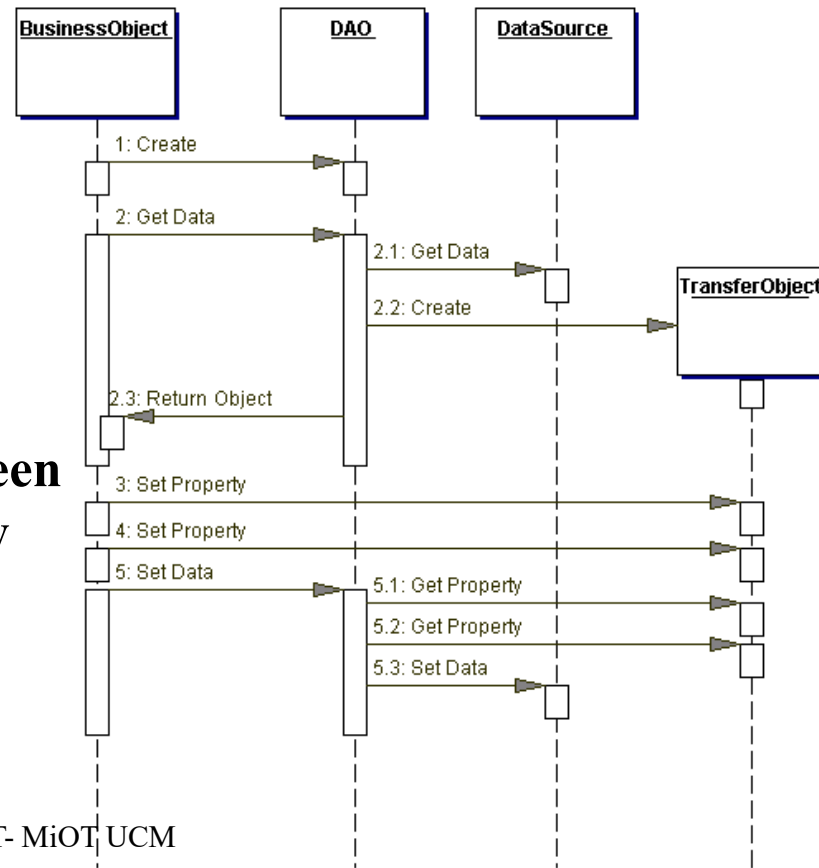 BusinessObject
DAO
DataSource
1: Create
2: Get Data
2.1: Get Data
TransferObject
2.2: Create
2.3: Return Object
een
3: Set Property
4: Set Property
5: Set Data
5.1: Get Property
5.2: Get Property
5.3: Set Data
- MiOT UCM